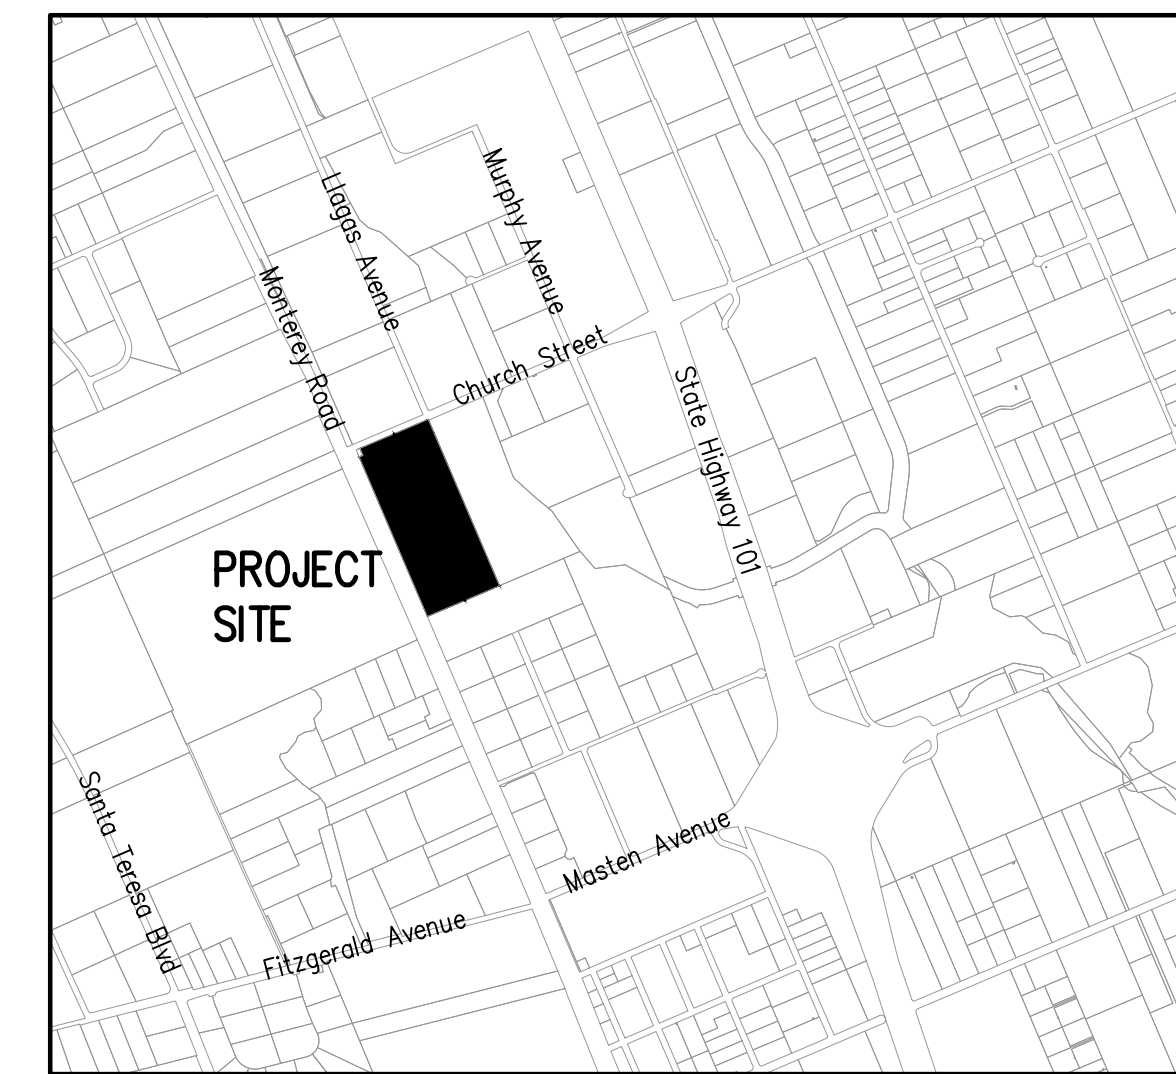 Murphy Avenue
Llagas Avenue
Monterey Road
Church Street
State Highway 101
PROJECT
SITE
Santa Teresa Blvd
Masten Avenue
Fitzgerald Avenue